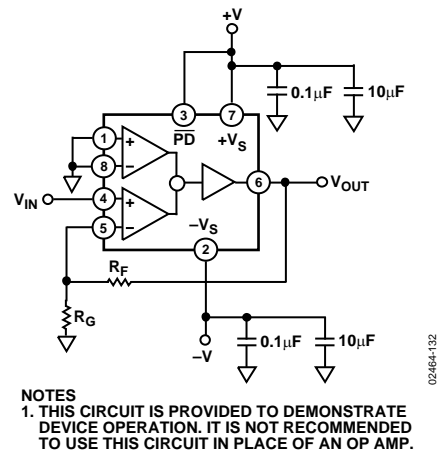 +V
0.1µF
10µF
3
7
PD
+VS
1
+
8
–
VIN
4
+
5
–
6
VOUT
–VS
2
RF
RG
0.1µF
10µF
–V
02464-132
NOTES
1. THIS CIRCUIT IS PROVIDED TO DEMONSTRATE
DEVICE OPERATION. IT IS NOT RECOMMENDED
TO USE THIS CIRCUIT IN PLACE OF AN OP AMP.